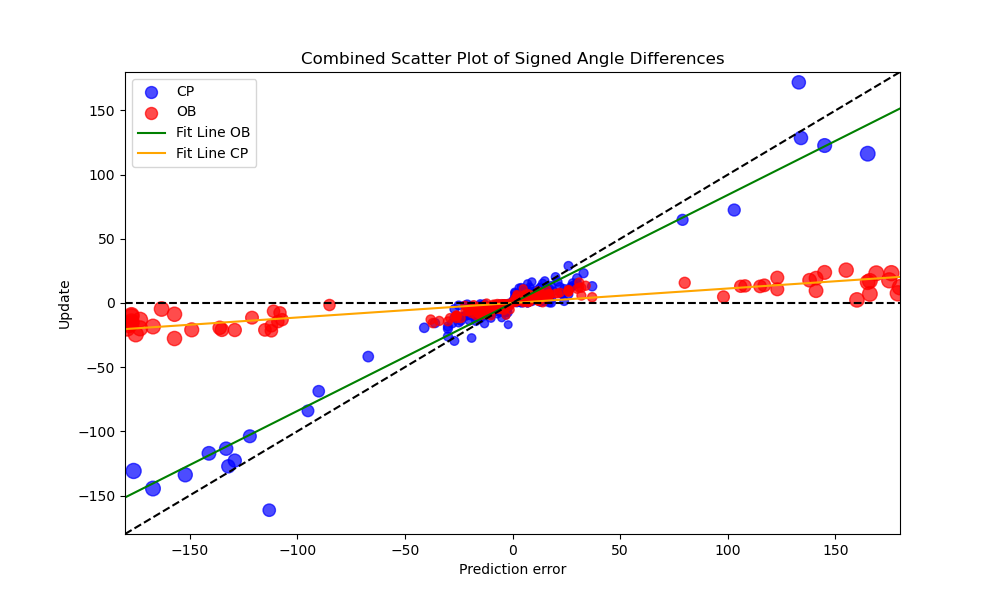 Combined Scatter Plot of Signed Angle Differences
CP
OB
Fit Line OB
Fit Line CP
150
100
50
0
−50
−100
−150
Update
−150
−100
−50
0
50
100
150
Prediction error